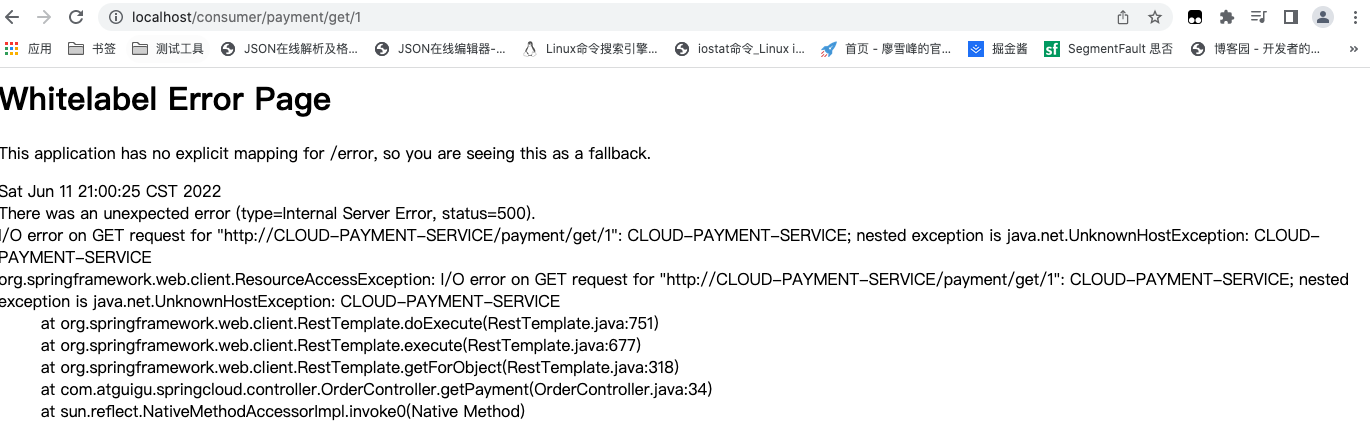 localhost/consumer/payment/get/1
应用 书签 测试工具 JSON在线解析及格... JSON在线编辑器-... Linux命令搜索引擎... iostat命令_Linux i... 首页 - 廖雪峰的官... 掘金酱 SegmentFault 思否 博客园 - 开发者的... »
Whitelabel Error Page
This application has no explicit mapping for /error, so you are seeing this as a fallback.
Sat Jun 11 21:00:25 CST 2022
There was an unexpected error (type=Internal Server Error, status=500).
I/O error on GET request for "http://CLOUD-PAYMENT-SERVICE/payment/get/1": CLOUD-PAYMENT-SERVICE; nested exception is java.net.UnknownHostException: CLOUD-
PAYMENT-SERVICE
org.springframework.web.client.ResourceAccessException: I/O error on GET request for "http://CLOUD-PAYMENT-SERVICE/payment/get/1": CLOUD-PAYMENT-SERVICE; nested
exception is java.net.UnknownHostException: CLOUD-PAYMENT-SERVICE
at org.springframework.web.client.RestTemplate.doExecute(RestTemplate.java:751)
at org.springframework.web.client.RestTemplate.execute(RestTemplate.java:677)
at org.springframework.web.client.RestTemplate.getForObject(RestTemplate.java:318)
at com.atguigu.springcloud.controller.OrderController.getPayment(OrderController.java:34)
at sun.reflect.NativeMethodAccessorImpl.invoke0(Native Method)